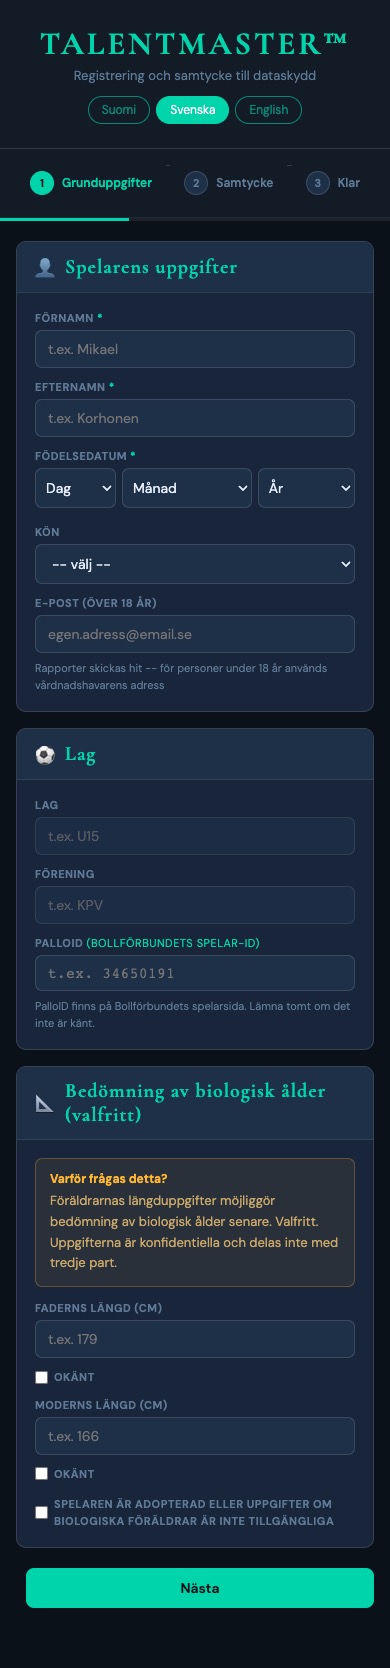 TALENTMASTER™
Registrering och samtycke till dataskydd
Suomi Svenska English
1 Grunduppgifter 2 Samtycke 3 Klar
Spelarens uppgifter
FÖRNAMN *
t.ex. Mikael
EFTERNAMN *
t.ex. Korhonen
FÖDELSEDATUM *
Dag Månad År
KÖN
-- välj --
E-POST (ÖVER 18 ÅR)
egen.adress@email.se
Rapporter skickas hit -- för personer under 18 år används
vårdnadshavarens adress
Lag
LAG
t.ex. U15
FÖRENING
t.ex. KPV
PALLOID (BOLLFÖRBUNDETS SPELAR-ID)
t.ex. 34650191
PalloID finns på Bollförbundets spelarsida. Lämna tomt om det
inte är känt.
Bedömning av biologisk ålder
(valfritt)
Varför frågas detta?
Föräldrarnas längduppgifter möjliggör
bedömning av biologisk ålder senare. Valfritt.
Uppgifterna är konfidentiella och delas inte med
tredje part.
FADERNS LÄNGD (CM)
t.ex. 179
OKÄNT
MODERNS LÄNGD (CM)
t.ex. 166
OKÄNT
SPELAREN ÄR ADOPTERAD ELLER UPPGIFTER OM
BIOLOGISKA FÖRÄLDRAR ÄR INTE TILLGÄNGLIGA
Nästa